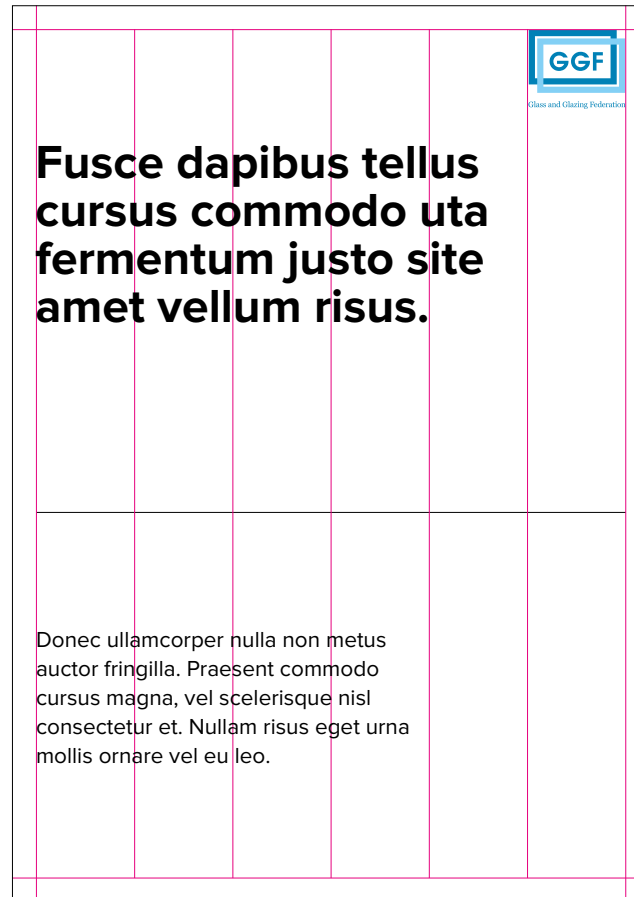 GGF
Glass and Glazing Federation
Fusce dapibus tellus
cursus commodo uta
fermentum justo site
amet vellum risus.
Donec ullamcorper nulla non metus
auctor fringilla. Praesent commodo
cursus magna, vel scelerisque nisl
consectetur et. Nullam risus eget urna
mollis ornare vel eu leo.